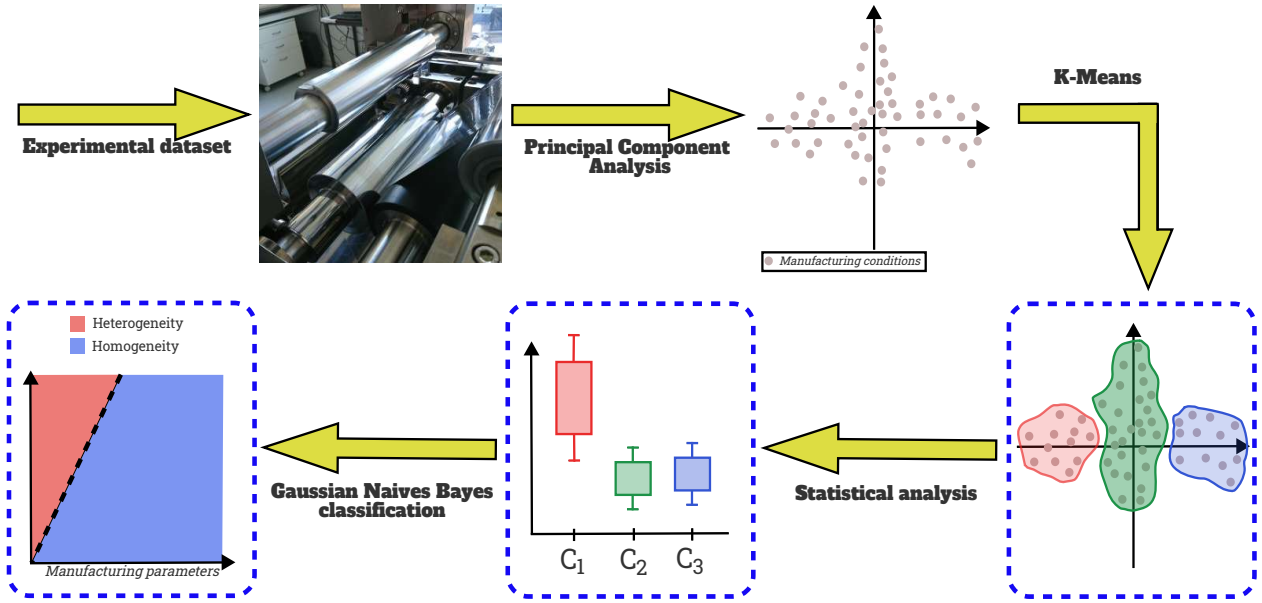 Experimental dataset
Principal Component
Analysis
K-Means
Manufacturing conditions
Heterogeneity
Homogeneity
Manufacturing parameters
Gaussian Naives Bayes
classification
C1
C2
C3
Statistical analysis